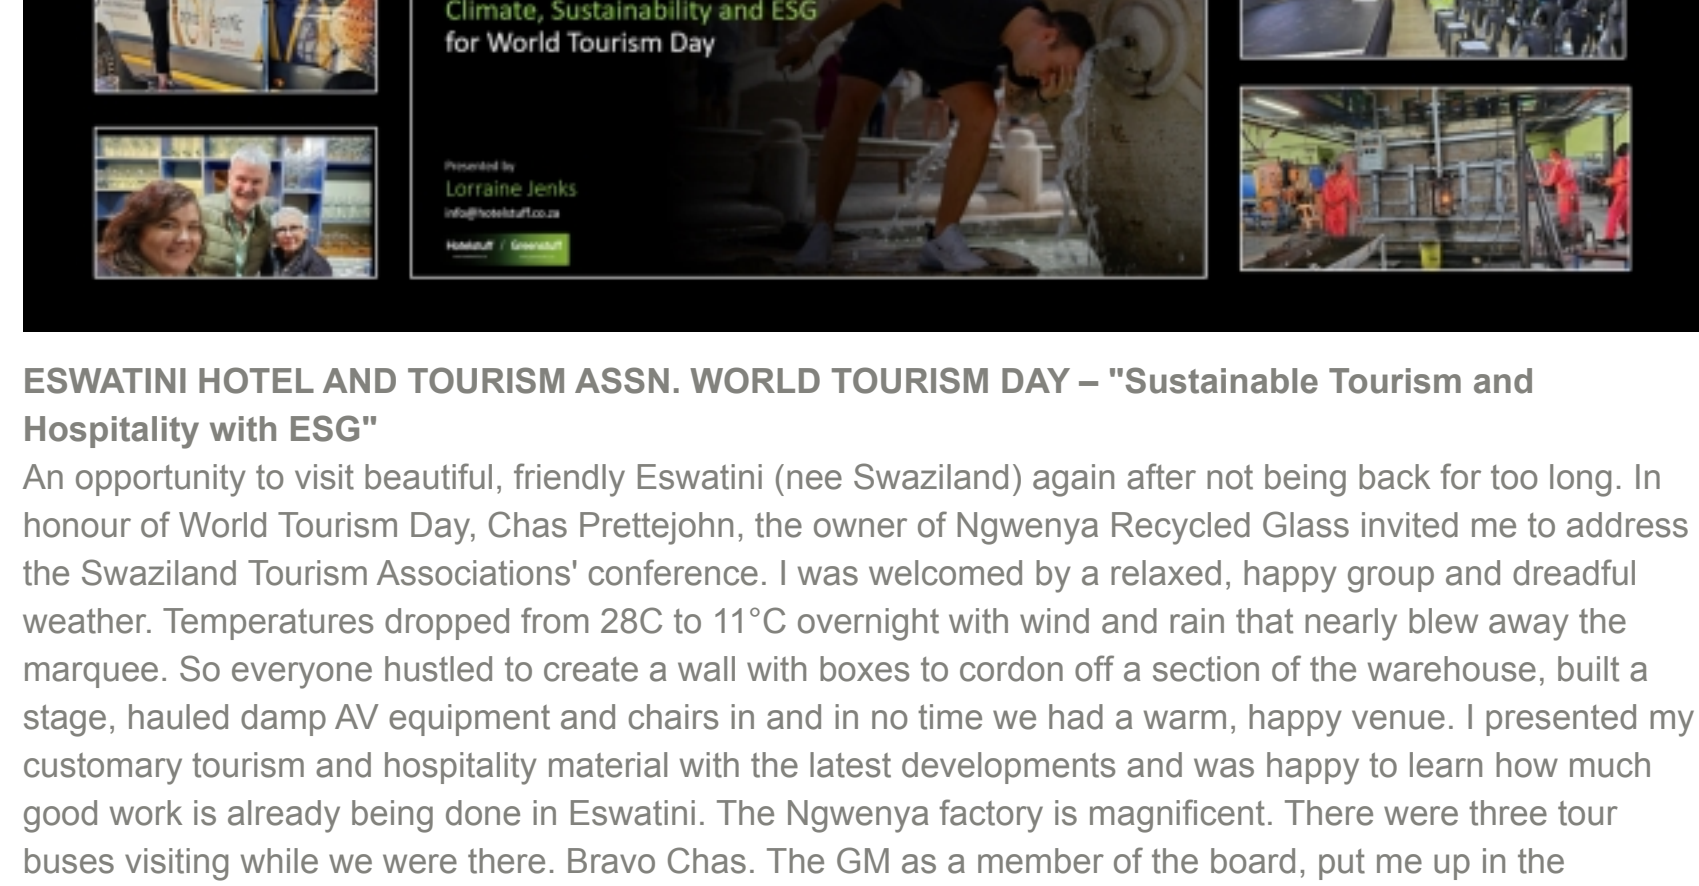 Climate, Sustainability and ESG
for World Tourism Day
Presented by
Lorraine Jenks
info@hotelstuff.co.za
Hotelstuff / Greenstuff
ESWATINI HOTEL AND TOURISM ASSN. WORLD TOURISM DAY – "Sustainable Tourism and
Hospitality with ESG"
An opportunity to visit beautiful, friendly Eswatini (nee Swaziland) again after not being back for too long. In
honour of World Tourism Day, Chas Prettejohn, the owner of Ngwenya Recycled Glass invited me to address
the Swaziland Tourism Associations' conference. I was welcomed by a relaxed, happy group and dreadful
weather. Temperatures dropped from 28C to 11°C overnight with wind and rain that nearly blew away the
marquee. So everyone hustled to create a wall with boxes to cordon off a section of the warehouse, built a
stage, hauled damp AV equipment and chairs in and in no time we had a warm, happy venue. I presented my
customary tourism and hospitality material with the latest developments and was happy to learn how much
good work is already being done in Eswatini. The Ngwenya factory is magnificent. There were three tour
buses visiting while we were there. Bravo Chas. The GM as a member of the board, put me up in the